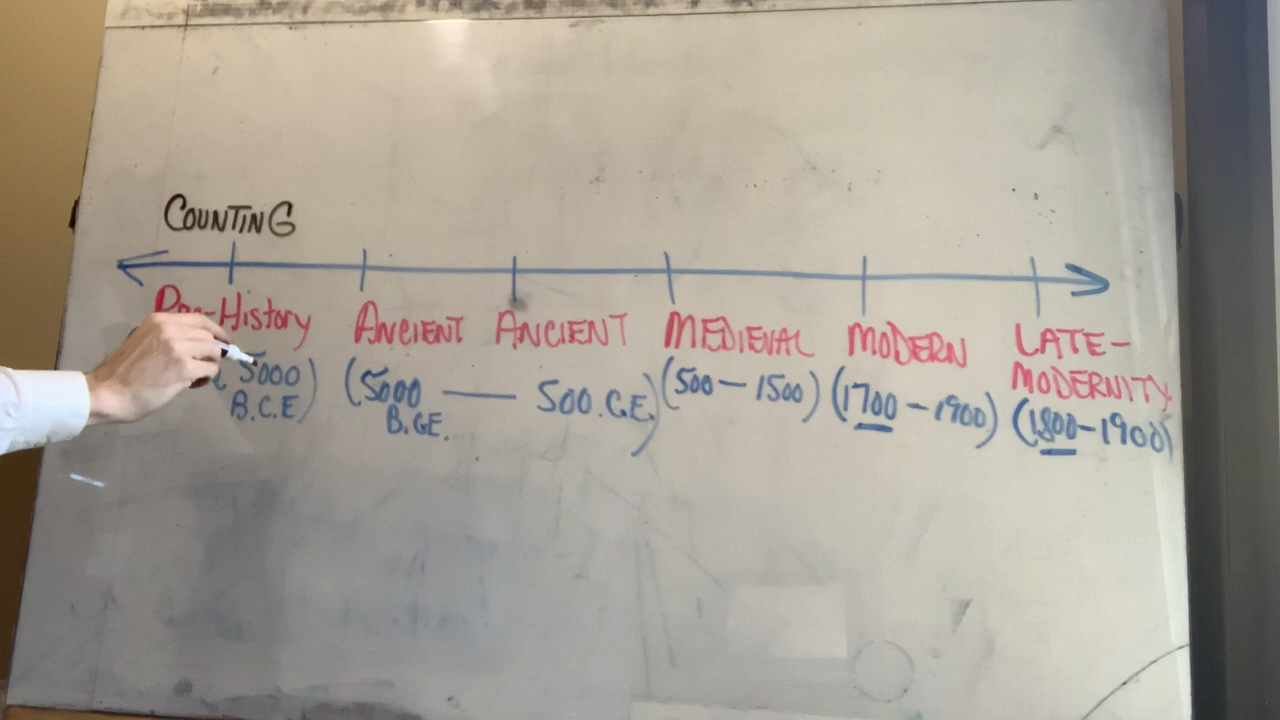 COUNTING
Pre-History ANCIENT ANCIENT MEDIEVAL MODERN LATE-
MODERNITY
(5000 B.C.E)
(5000 B.C.E. — 500.C.E.)
(500 — 1500)
(1700 - 1900)
(1800-1900)